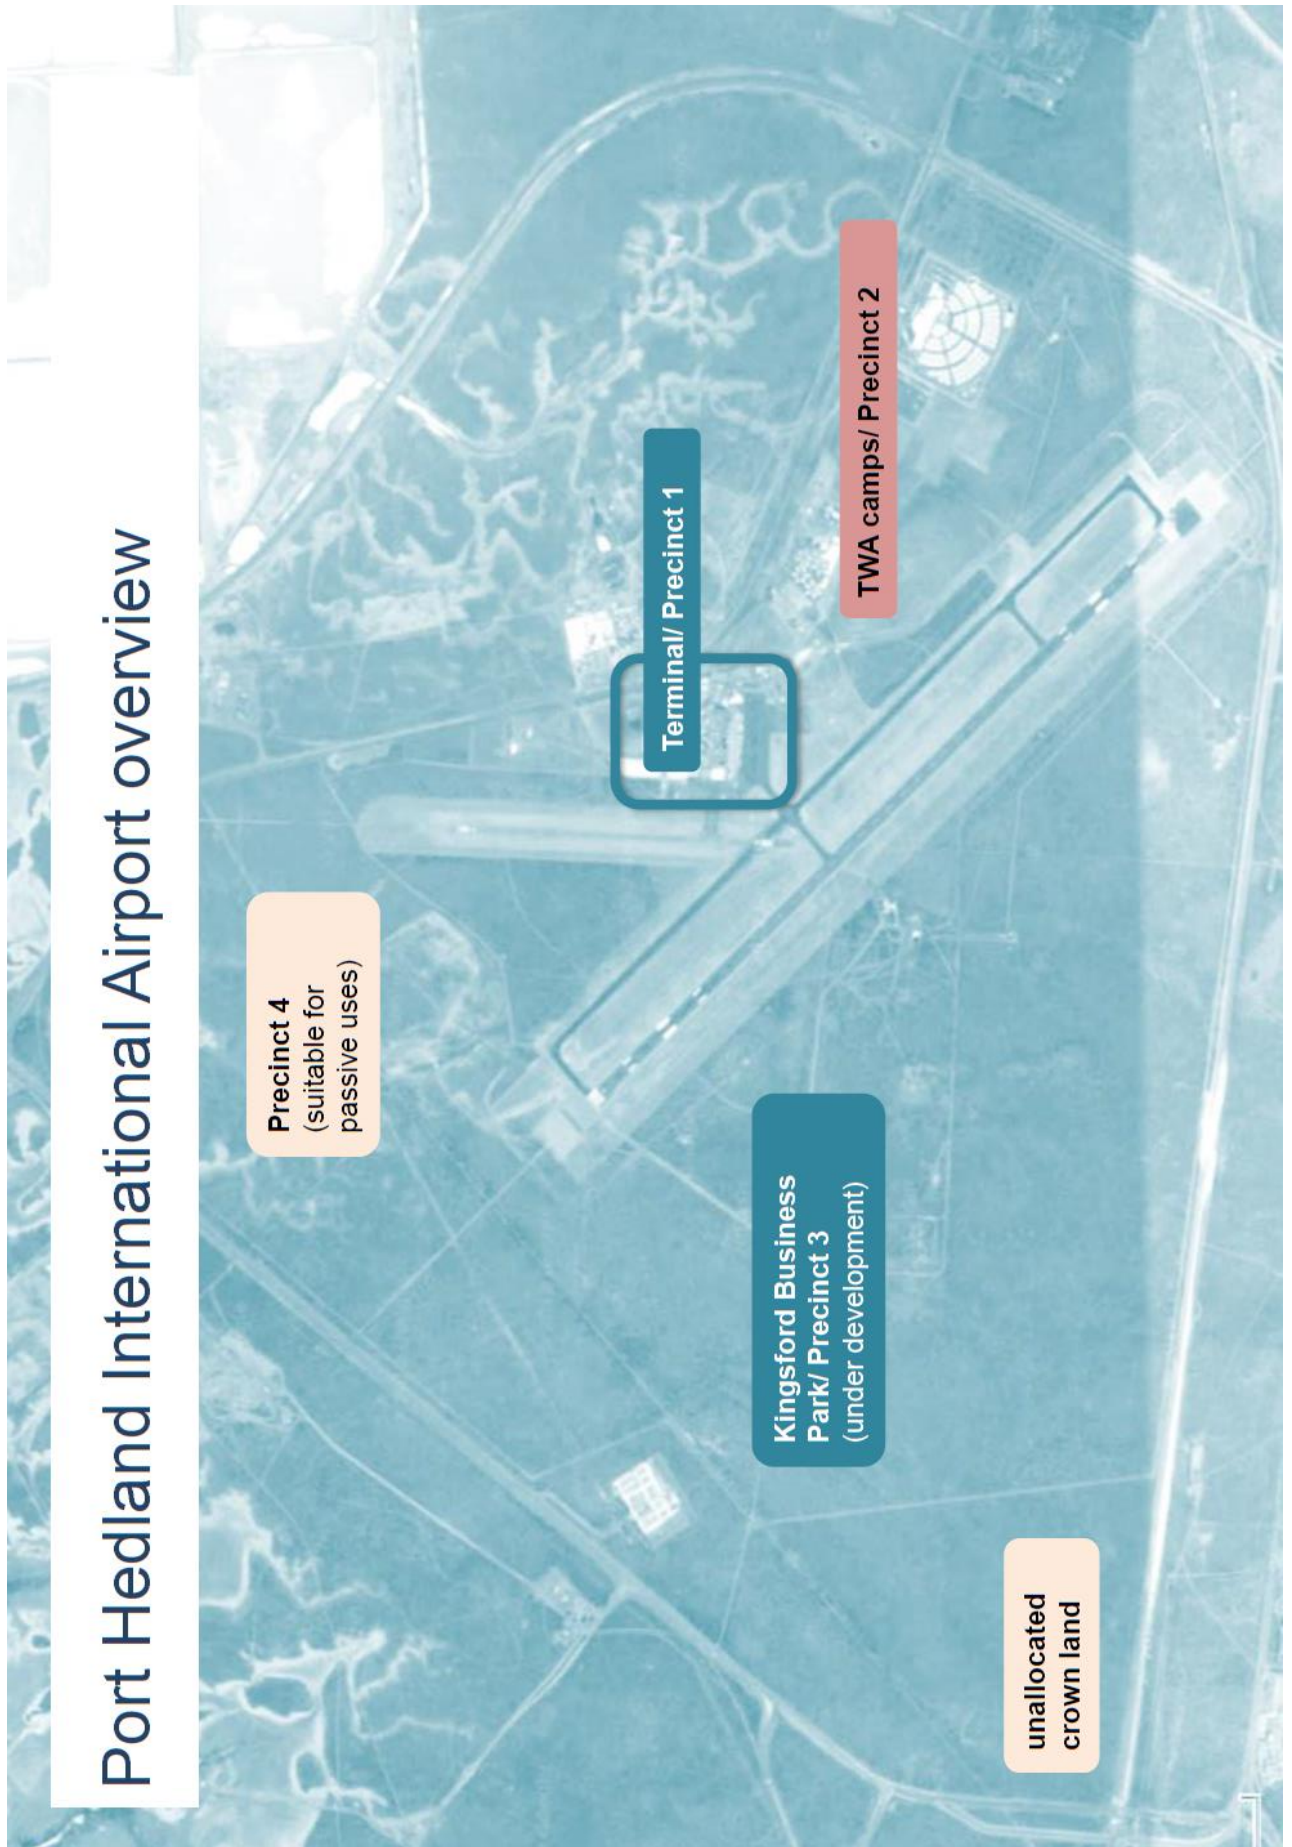 Port Hedland International Airport overview
Precinct 4
(suitable for
passive uses)
Terminal/ Precinct 1
TWA camps/ Precinct 2
Kingsford Business
Park/ Precinct 3
(under development)
unallocated
crown land